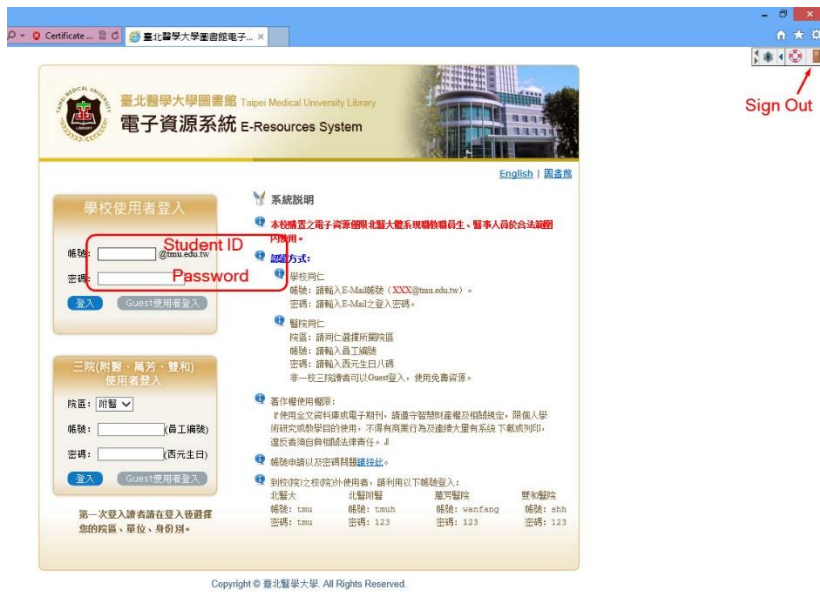 Certificate ...
臺北醫學大學圖書館電子...
Sign Out
臺北醫學大學圖書館 Taipei Medical University Library
電子資源系統 E-Resources System
English | 圖書館
學校使用者登入
帳號: @tmu.edu.tw
Student ID
密碼:
Password
登入 Guest使用者登入
三院(附醫、萬芳、雙和)
使用者登入
院區: 附醫
帳號: (員工編號)
密碼: (西元生日)
登入 Guest使用者登入
第一次登入讀者請在登入後選擇
您的院區、單位、身份別。
系統說明
本校購置之電子資源僅限北醫大體系現職教職員生、醫事人員於合法範圍
內使用。
認證方式:
學校同仁
帳號: 請輸入E-Mail帳號(XXX@tmu.edu.tw)。
密碼: 請輸入E-Mail之登入密碼。
醫院同仁
院區: 請同仁選擇所屬院區
帳號: 請輸入員工編號
密碼: 請輸入西元生日八碼
非一校三院讀者可以Guest登入,使用免費資源。
著作權使用權限:
『使用全文資料庫或電子期刊,請遵守智慧財產權及相關規定,限個人學
術研究或教學目的使用,不得有商業行為及連續大量有系統下載或列印,
違反者須自負相關法律責任。』
帳號申請以及密碼問題請按此。
到校(院)之校(院)外使用者,請利用以下帳號登入:
北醫大 北醫附醫 萬芳醫院 雙和醫院
帳號: tmu 帳號: tmuh 帳號: wanfang 帳號: shh
密碼: tmu 密碼: 123 密碼: 123 密碼: 123
Copyright © 臺北醫學大學. All Rights Reserved.